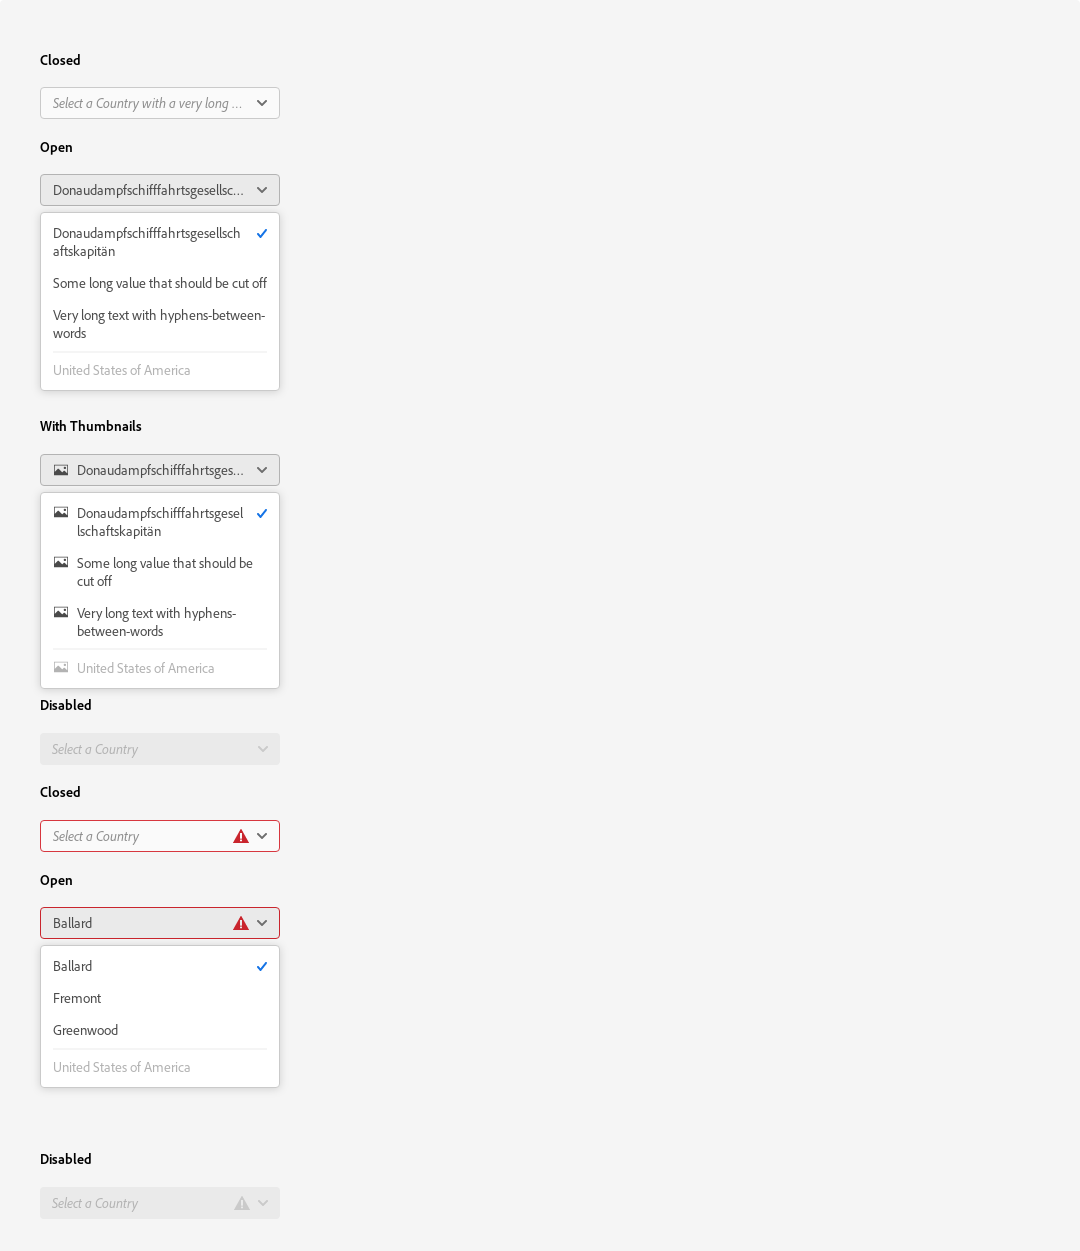 Closed
Select a Country with a very long ...
Open
Donaudampfschifffahrtsgesellsc...
Donaudampfschifffahrtsgesellsch
aftskapitän
Some long value that should be cut off
Very long text with hyphens-between-
words
United States of America
With Thumbnails
Donaudampfschifffahrtsges...
Donaudampfschifffahrtsgesel
lschaftskapitän
Some long value that should be
cut off
Very long text with hyphens-
between-words
United States of America
Disabled
Select a Country
Closed
Select a Country
Open
Ballard
Ballard
Fremont
Greenwood
United States of America
Disabled
Select a Country